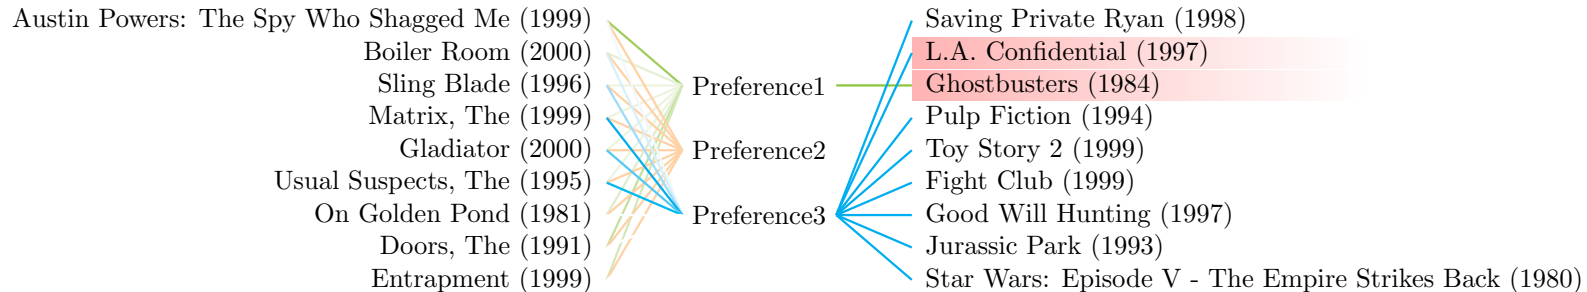 Austin Powers: The Spy Who Shagged Me (1999)
Boiler Room (2000)
Sling Blade (1996)
Matrix, The (1999)
Gladiator (2000)
Usual Suspects, The (1995)
On Golden Pond (1981)
Doors, The (1991)
Entrapment (1999)
Preference1
Preference2
Preference3
Saving Private Ryan (1998)
L.A. Confidential (1997)
Ghostbusters (1984)
Pulp Fiction (1994)
Toy Story 2 (1999)
Fight Club (1999)
Good Will Hunting (1997)
Jurassic Park (1993)
Star Wars: Episode V - The Empire Strikes Back (1980)